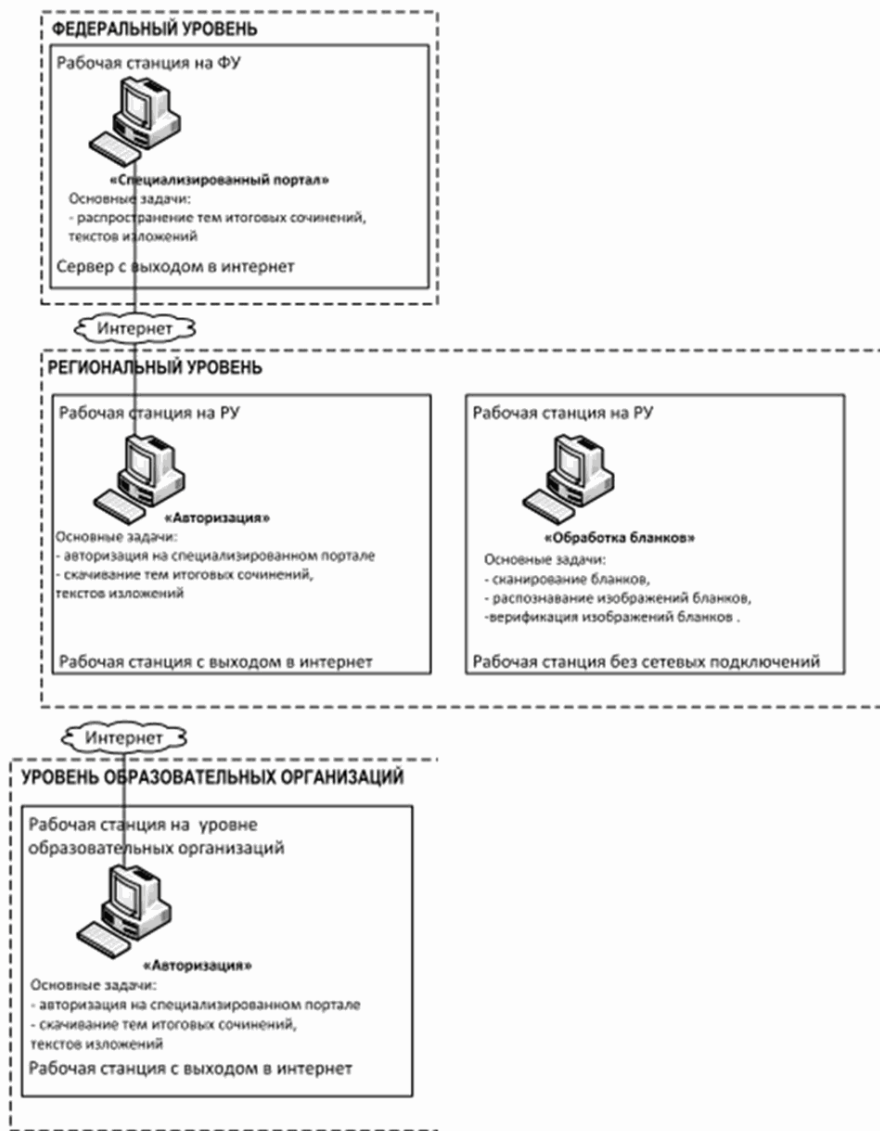 ФЕДЕРАЛЬНЫЙ УРОВЕНЬ
Рабочая станция на ФУ
«Специализированный портал»
Основные задачи:
- распространение тем итоговых сочинений,
текстов изложений
Сервер с выходом в интернет
Интернет
РЕГИОНАЛЬНЫЙ УРОВЕНЬ
Рабочая станция на РУ
«Авторизация»
Основные задачи:
- авторизация на специализированном портале
- скачивание тем итоговых сочинений,
текстов изложений
Рабочая станция с выходом в интернет
Рабочая станция на РУ
«Обработка бланков»
Основные задачи:
- сканирование бланков,
- распознавание изображений бланков,
-верификация изображений бланков .
Рабочая станция без сетевых подключений
Интернет
УРОВЕНЬ ОБРАЗОВАТЕЛЬНЫХ ОРГАНИЗАЦИЙ
Рабочая станция на уровне
образовательных организаций
«Авторизация»
Основные задачи:
- авторизация на специализированном портале
- скачивание тем итоговых сочинений,
текстов изложений
Рабочая станция с выходом в интернет